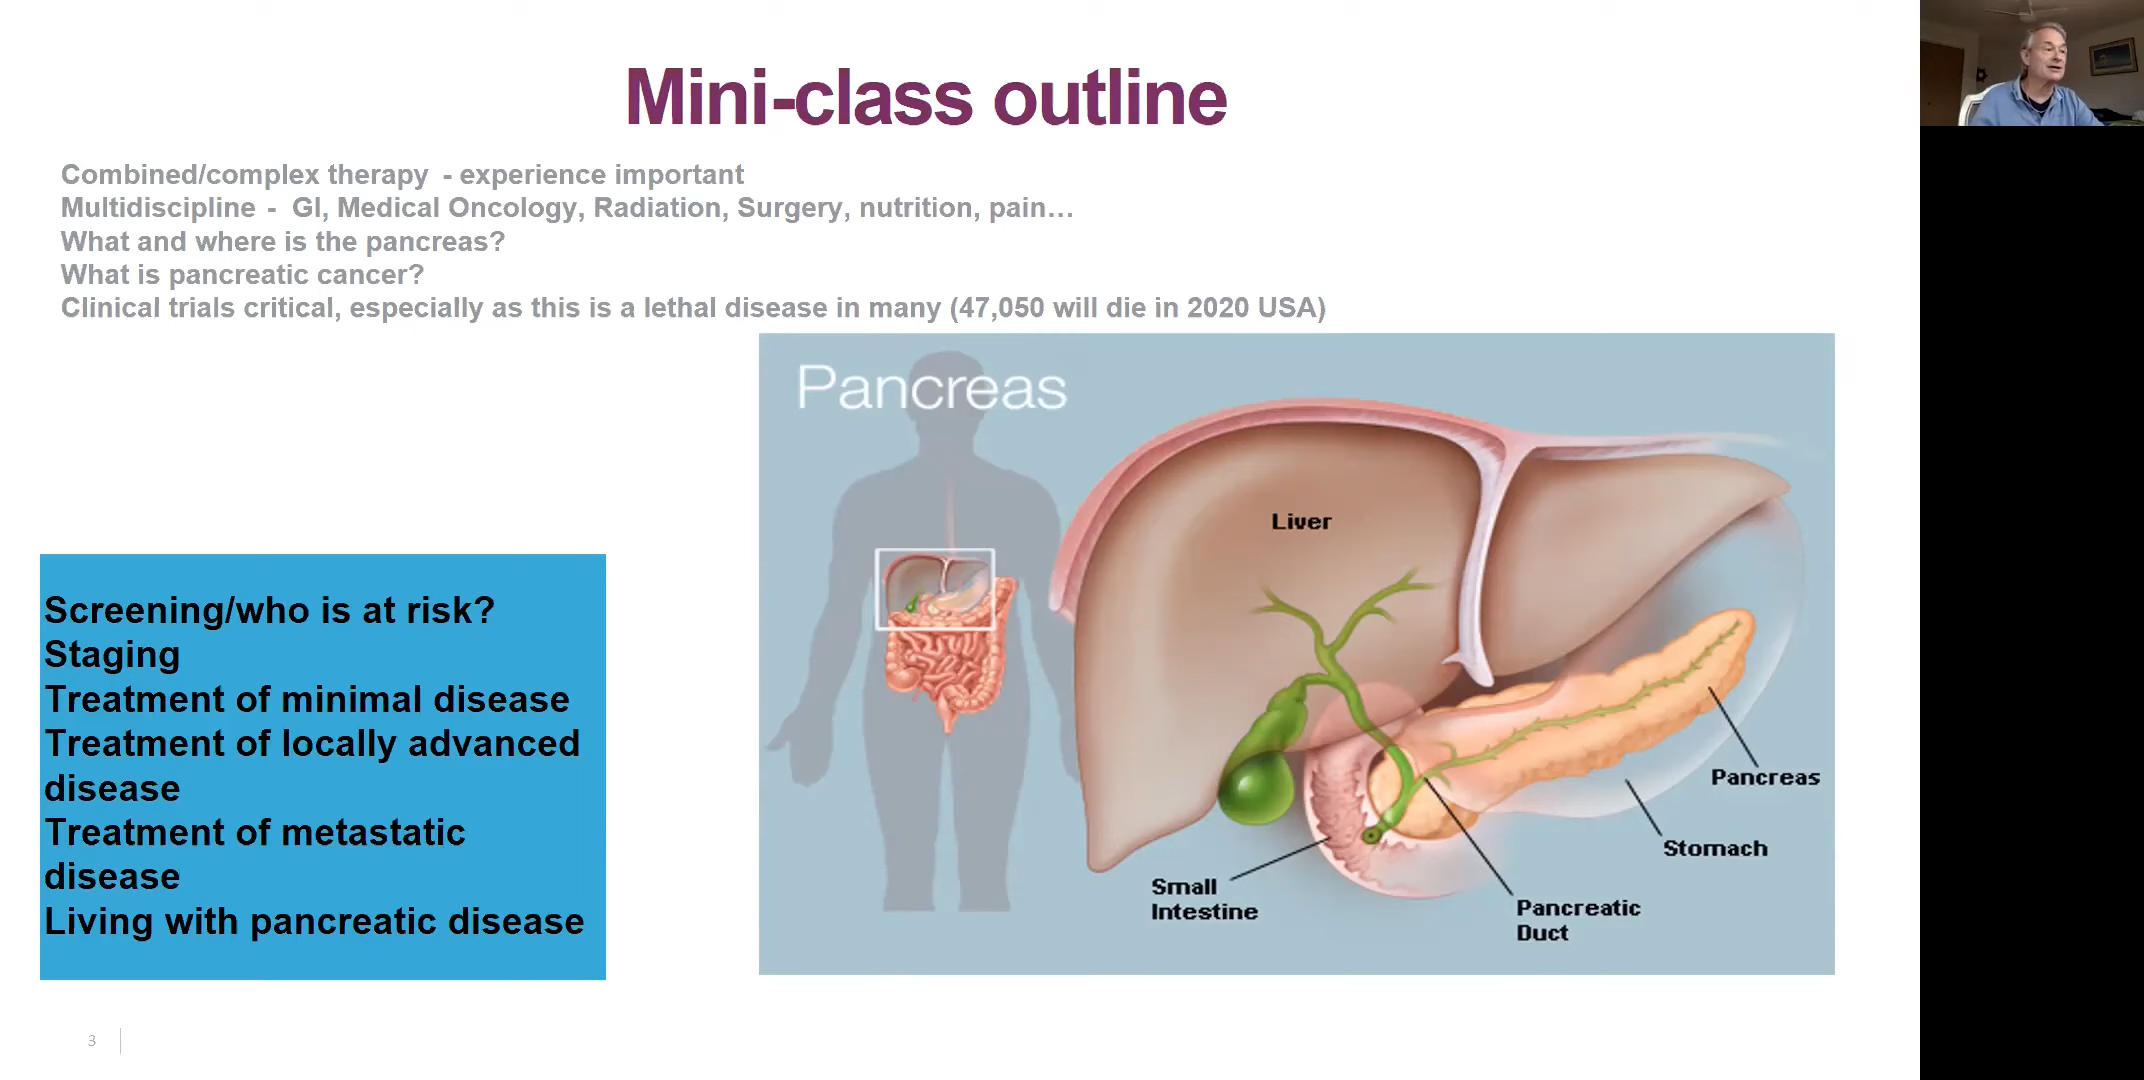 Mini-class outline
Combined/complex therapy - experience important
Multidiscipline - GI, Medical Oncology, Radiation, Surgery, nutrition, pain…
What and where is the pancreas?
What is pancreatic cancer?
Clinical trials critical, especially as this is a lethal disease in many (47,050 will die in 2020 USA)
Screening/who is at risk?
Staging
Treatment of minimal disease
Treatment of locally advanced
disease
Treatment of metastatic
disease
Living with pancreatic disease
Pancreas
Liver
Pancreas
Stomach
Small
Intestine
Pancreatic
Duct
3